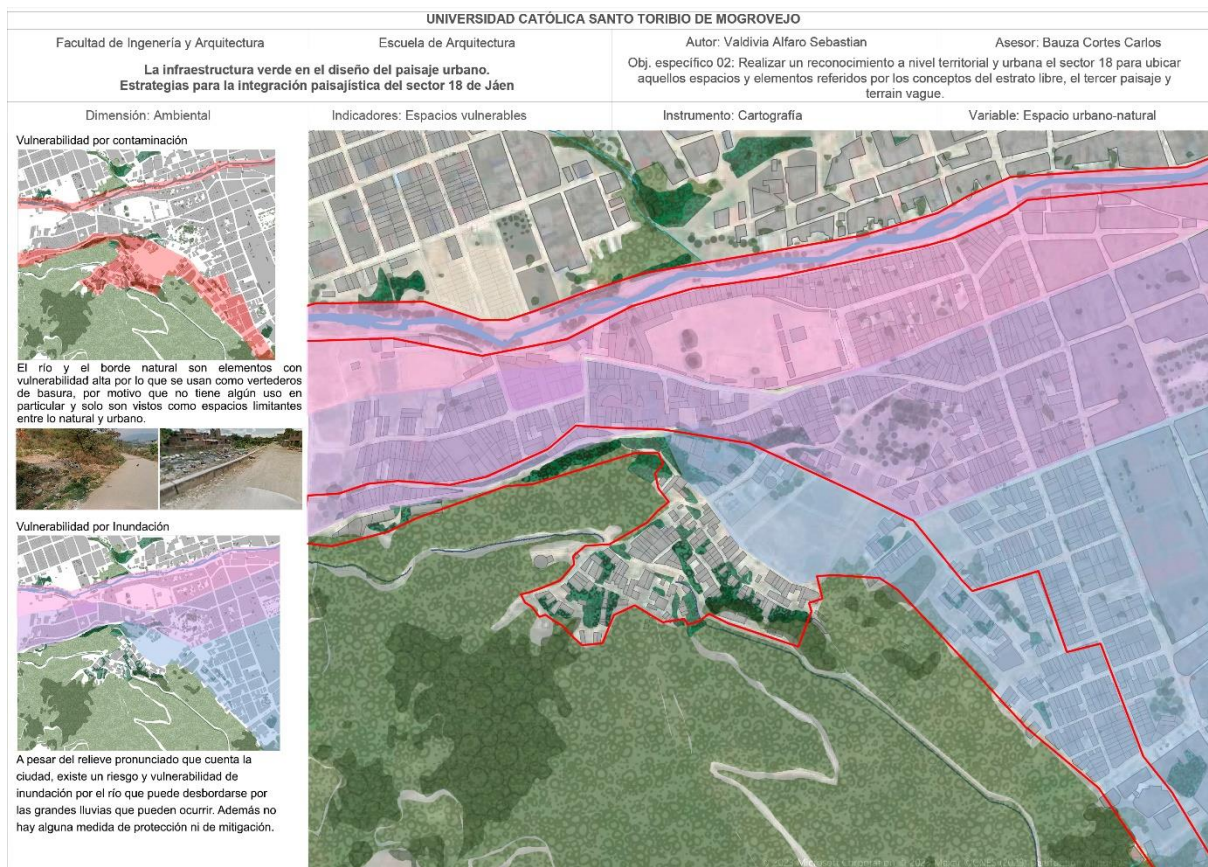 UNIVERSIDAD CATÓLICA SANTO TORIBIO DE MOGROVEJO
Facultad de Ingenería y Arquitectura
Escuela de Arquitectura
Autor: Valdivia Alfaro Sebastian
Asesor: Bauza Cortes Carlos
La infraestructura verde en el diseño del paisaje urbano.
Estrategias para la integración paisajística del sector 18 de Jáen
Obj. específico 02: Realizar un reconocimiento a nivel territorial y urbana el sector 18 para ubicar
aquellos espacios y elementos referidos por los conceptos del estrato libre, el tercer paisaje y
terrain vague.
Dimensión: Ambiental
Indicadores: Espacios vulnerables
Instrumento: Cartografía
Variable: Espacio urbano-natural
Vulnerabilidad por contaminación
El río y el borde natural son elementos con
vulnerabilidad alta por lo que se usan como vertederos
de basura, por motivo que no tiene algún uso en
particular y solo son vistos como espacios limitantes
entre lo natural y urbano.
Vulnerabilidad por Inundación
A pesar del relieve pronunciado que cuenta la
ciudad, existe un riesgo y vulnerabilidad de
inundación por el río que puede desbordarse por
las grandes lluvias que pueden ocurrir. Además no
hay alguna medida de protección ni de mitigación.